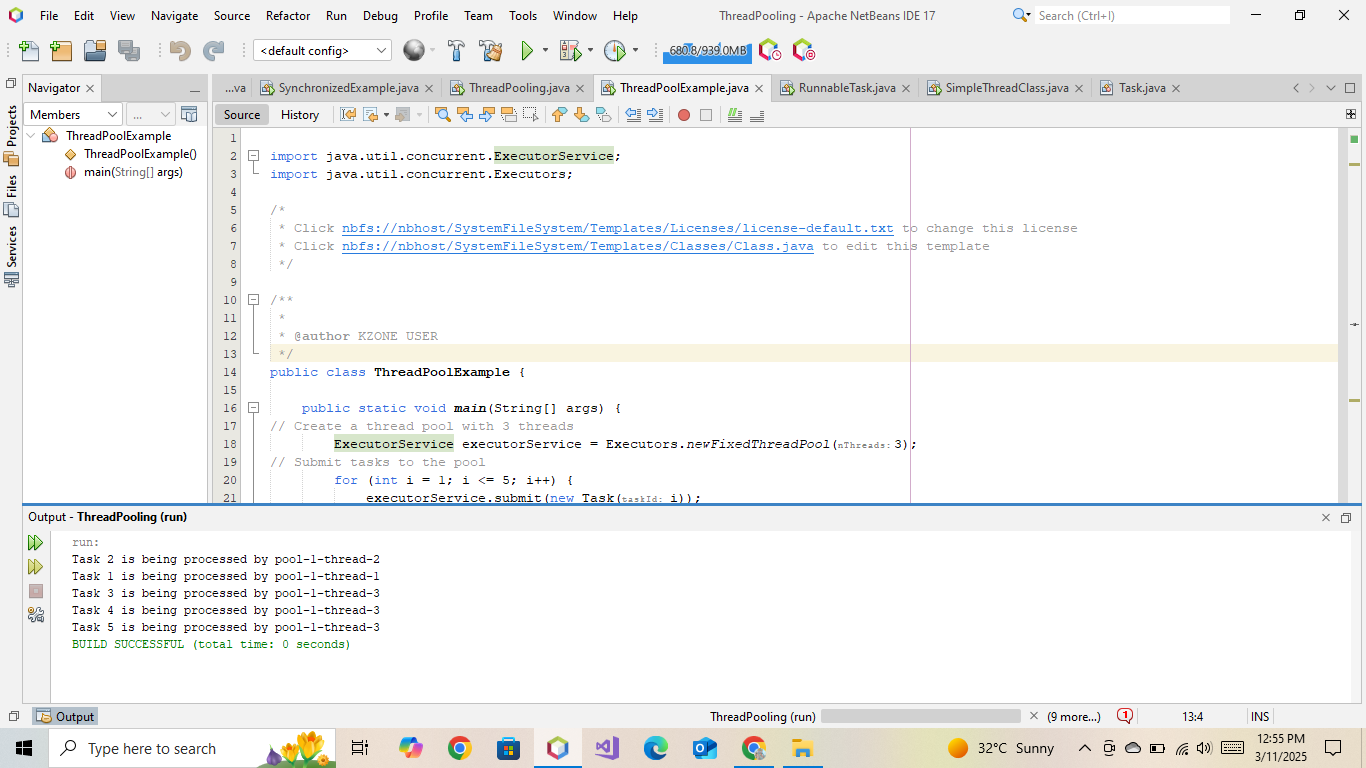 File Edit View Navigate Source Refactor Run Debug Profile Team Tools Window Help
ThreadPooling - Apache NetBeans IDE 17
Search (Ctrl+I)
<default config>
680.8/939.0MB
Navigator
...va
SynchronizedExample.java
ThreadPooling.java
ThreadPoolExample.java
RunnableTask.java
SimpleThreadClass.java
Task.java
Projects
Files
Services
Members
...
ThreadPoolExample
ThreadPoolExample()
main(String[] args)
Source History
1
2 import java.util.concurrent.ExecutorService;
3 import java.util.concurrent.Executors;
4
5 /*
6 * Click nbfs://nbhost/SystemFileSystem/Templates/Licenses/license-default.txt to change this license
7 * Click nbfs://nbhost/SystemFileSystem/Templates/Classes/Class.java to edit this template
8 */
9
10 /**
11 *
12 * @author KZONE USER
13 */
14 public class ThreadPoolExample {
15
16 public static void main(String[] args) {
17 // Create a thread pool with 3 threads
18 ExecutorService executorService = Executors.newFixedThreadPool(nThreads: 3);
19 // Submit tasks to the pool
20 for (int i = 1; i <= 5; i++) {
21 executorService.submit(new Task(taskId: i));
Output - ThreadPooling (run)
run:
Task 2 is being processed by pool-1-thread-2
Task 1 is being processed by pool-1-thread-1
Task 3 is being processed by pool-1-thread-3
Task 4 is being processed by pool-1-thread-3
Task 5 is being processed by pool-1-thread-3
BUILD SUCCESSFUL (total time: 0 seconds)
Output
ThreadPooling (run)
(9 more...)
1
13:4
INS
Type here to search
32°C Sunny
12:55 PM
3/11/2025